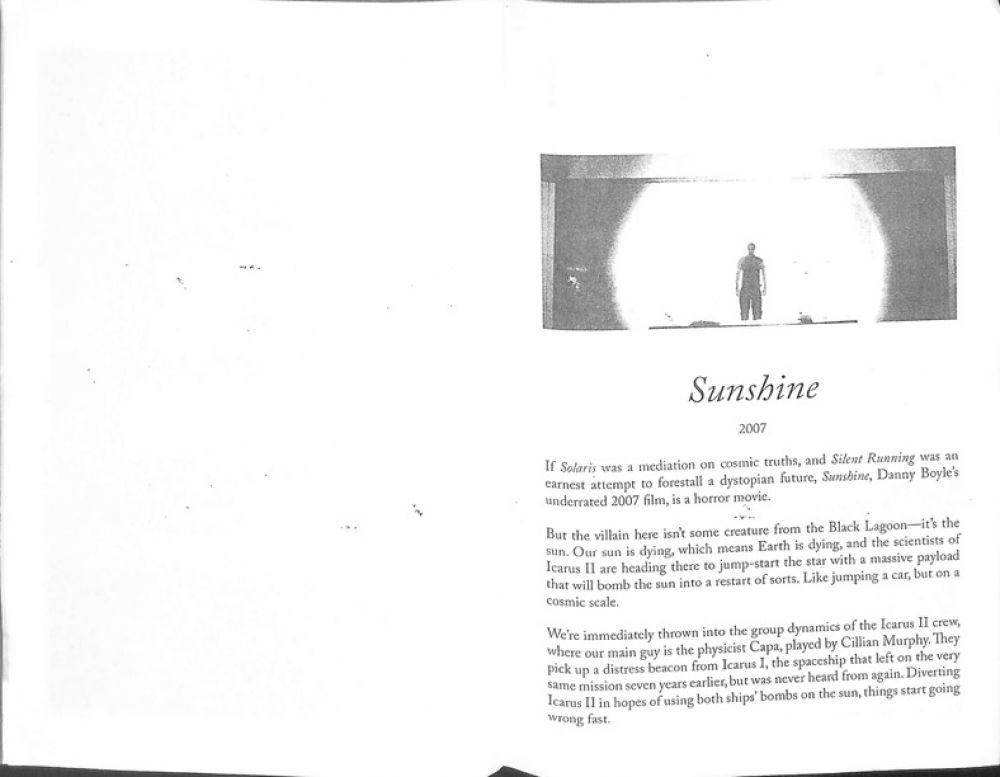 Sunshine
2007
If Solaris was a mediation on cosmic truths, and Silent Running was an
earnest attempt to forestall a dystopian future, Sunshine, Danny Boyle's
underrated 2007 film, is a horror movie.
But the villain here isn't some creature from the Black Lagoon—it's the
sun. Our sun is dying, which means Earth is dying, and the scientists of
Icarus II are heading there to jump-start the star with a massive payload
that will bomb the sun into a restart of sorts. Like jumping a car, but on a
cosmic scale.
We're immediately thrown into the group dynamics of the Icarus II crew,
where our main guy is the physicist Capa, played by Cillian Murphy. They
pick up a distress beacon from Icarus I, the spaceship that left on the very
same mission seven years earlier, but was never heard from again. Diverting
Icarus II in hopes of using both ships' bombs on the sun, things start going
wrong fast.